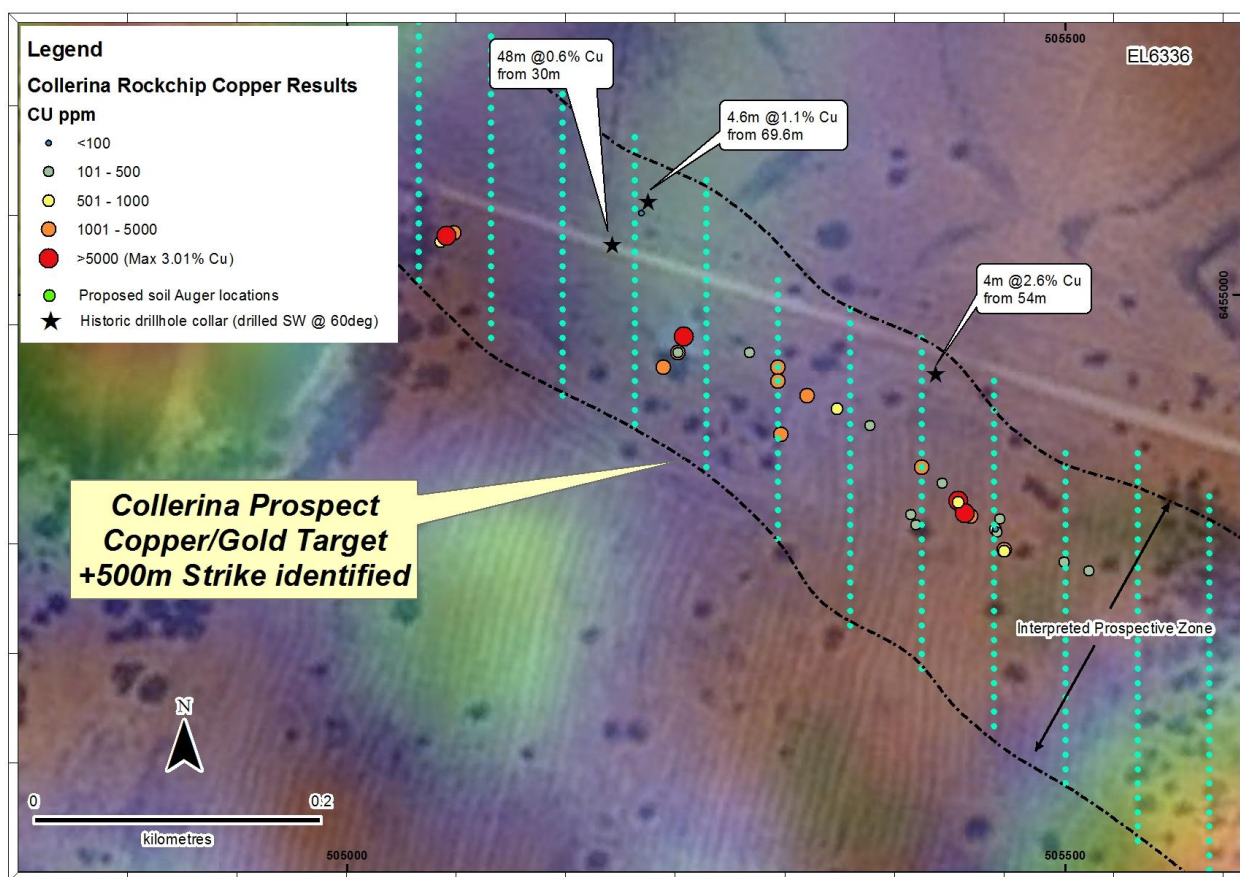 Legend
Collerina Rockchip Copper Results
CU ppm
<100
101 - 500
501 - 1000
1001 - 5000
>5000 (Max 3.01% Cu)
Proposed soil Auger locations
Historic drillhole collar (drilled SW @ 60deg)
48m @0.6% Cu
from 30m
4.6m @1.1% Cu
from 69.6m
505500
EL6336
4m @2.6% Cu
from 54m
6455000
Collerina Prospect
Copper/Gold Target
+500m Strike identified
Interpreted Prospective Zone
N
0
0.2
kilometres
505000
505500